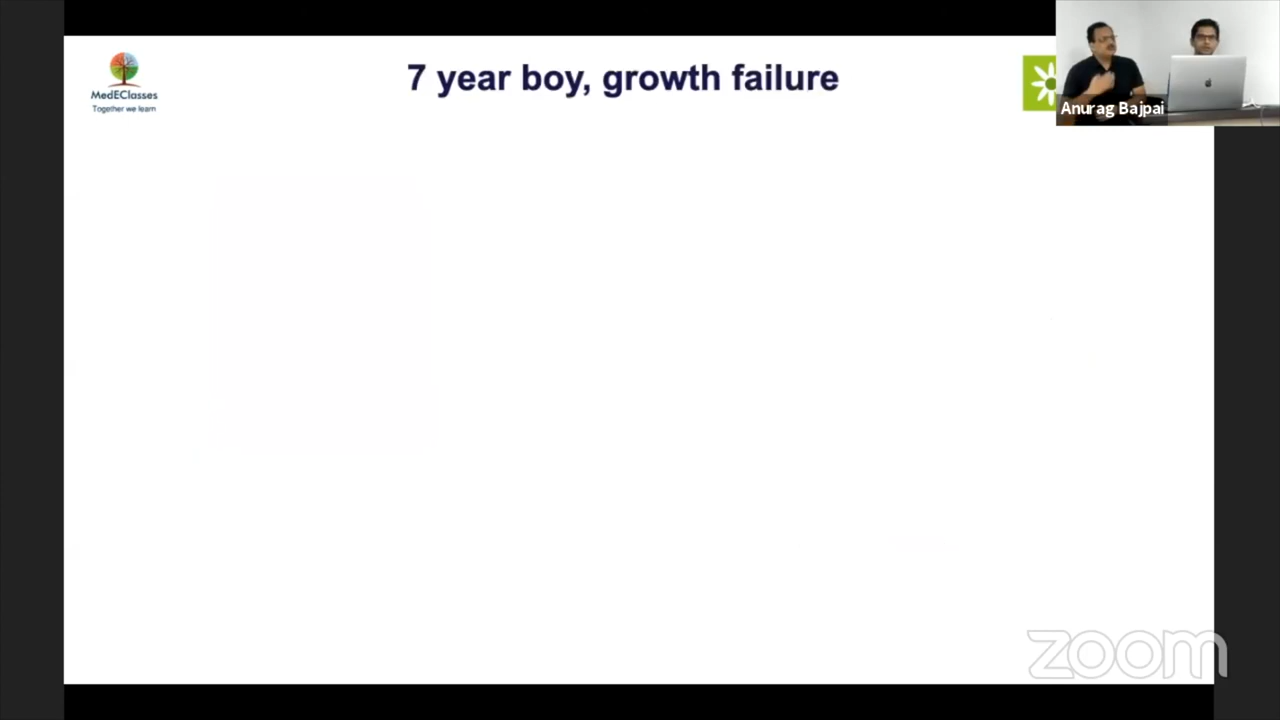 7 year boy, growth failure
MedEClasses
Together we learn
Anurag Bajpai
zoom